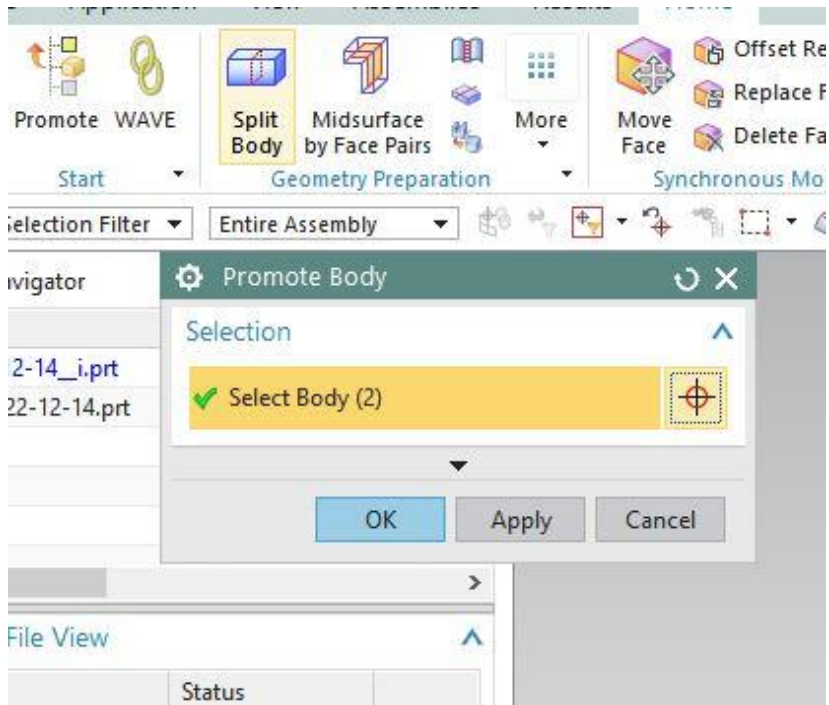 Promote WAVE
Split Body
Midsurface by Face Pairs
More
Move Face
Offset Re
Replace F
Delete Fa
Start
Geometry Preparation
Synchronous Mo
Selection Filter
Entire Assembly
avigator
Promote Body
Selection
2-14_i.prt
22-12-14.prt
Select Body (2)
OK
Apply
Cancel
File View
Status